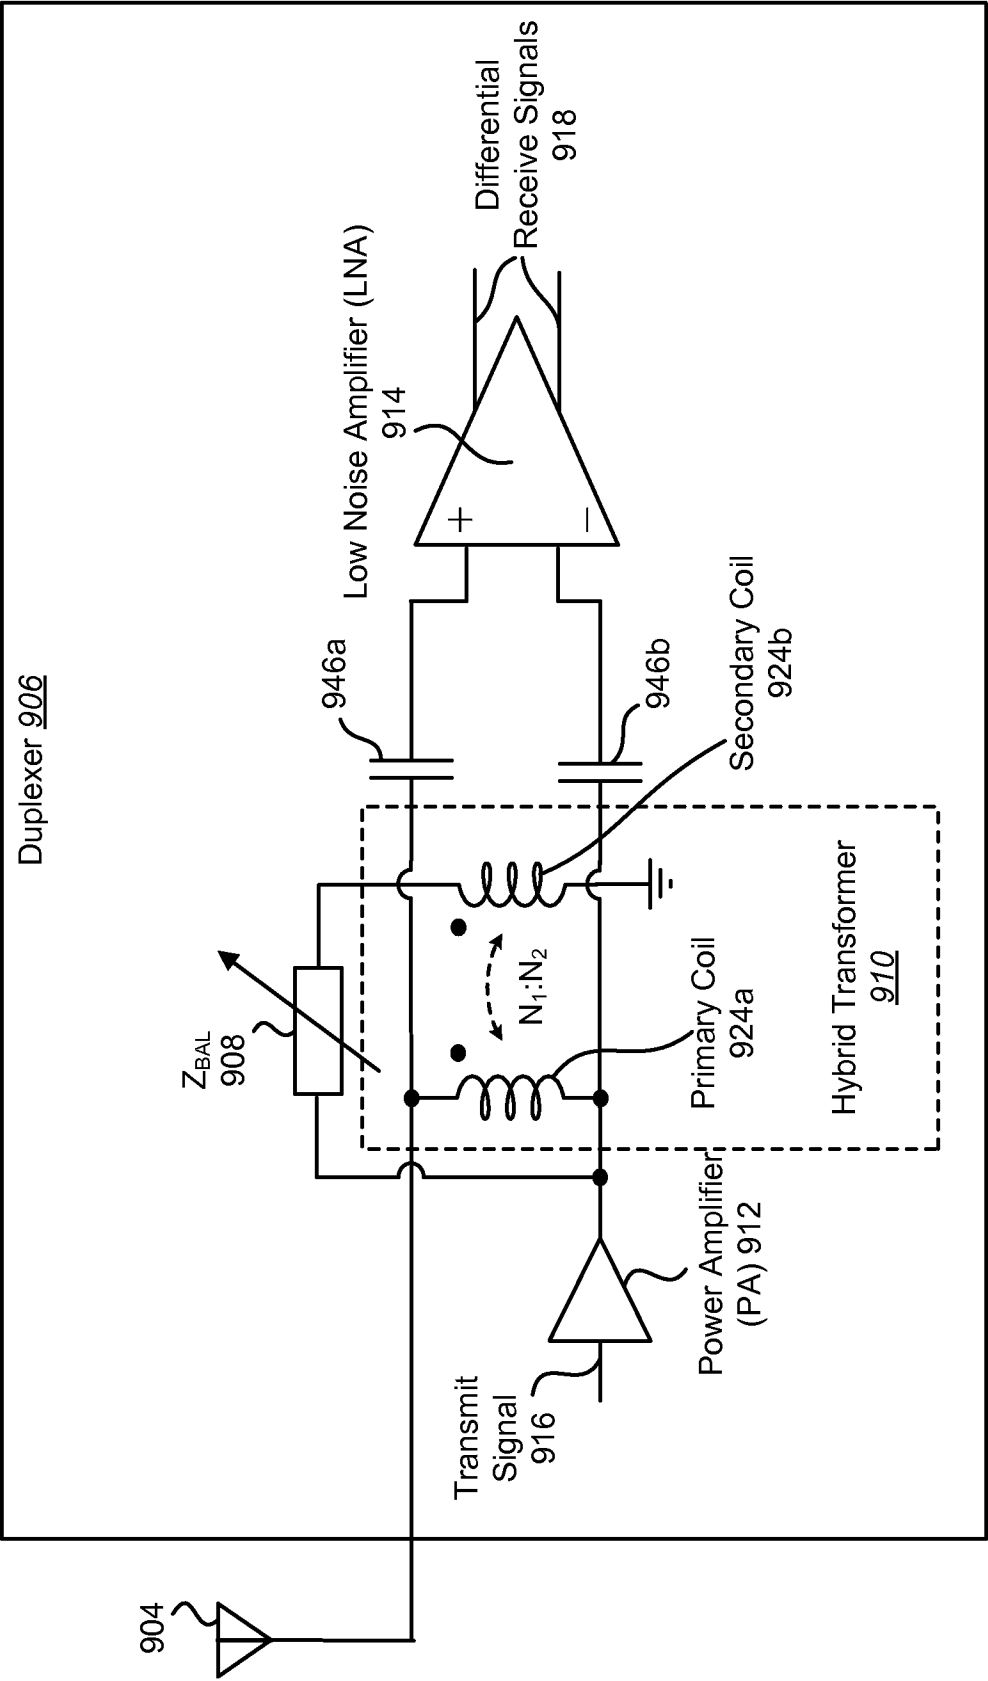 Duplexer 906
904
Z_BAL
908
946a
Low Noise Amplifier (LNA)
914
Differential
Receive Signals
918
+
−
Transmit
Signal
916
N₁:N₂
946b
Power Amplifier
(PA) 912
Primary Coil
924a
Secondary Coil
924b
Hybrid Transformer
910